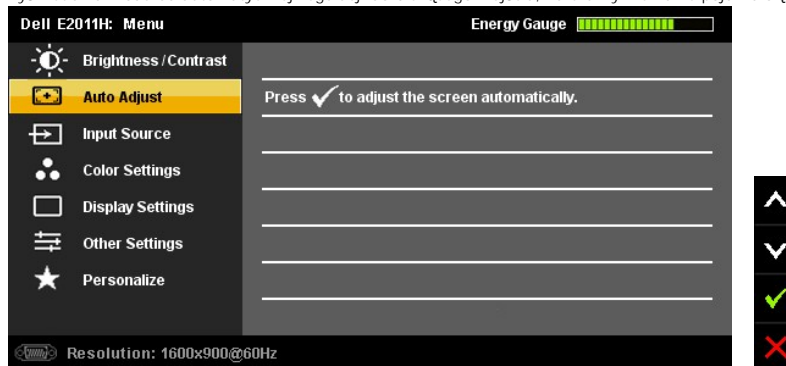 Dell E2011H: Menu Energy Gauge
Brightness / Contrast
Auto Adjust Press ✓ to adjust the screen automatically.
Input Source
Color Settings
Display Settings
Other Settings
Personalize
Resolution: 1600x900@60Hz